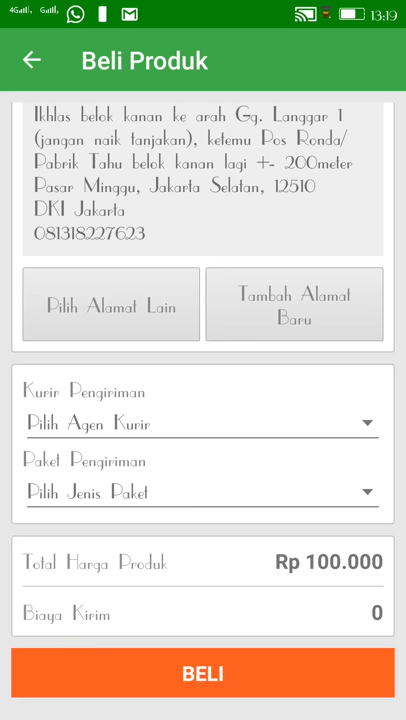 4G
G
13:19
Beli Produk
Ikhlas belok kanan ke arah Gg. Langgar 1
(jangan naik tanjakan), ketemu Pos Ronda/
Pabrik Tahu belok kanan lagi +- 200meter
Pasar Minggu, Jakarta Selatan, 12510
DKI Jakarta
081318227623
Pilih Alamat Lain
Tambah Alamat
Baru
Kurir Pengiriman
Pilih Agen Kurir
Paket Pengiriman
Pilih Jenis Paket
Total Harga Produk
Rp 100.000
Biaya Kirim
0
BELI